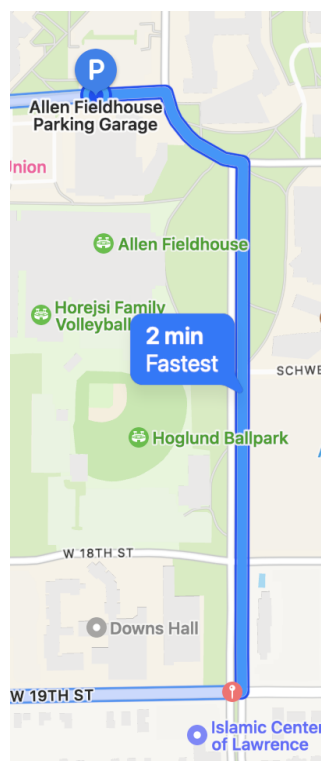 P
Allen Fieldhouse
Parking Garage
Union
Allen Fieldhouse
Horejsi Family
Volleyball
2 min
Fastest
SCHWE
Hoglund Ballpark
W 18TH ST
Downs Hall
W 19TH ST
Islamic Center
of Lawrence